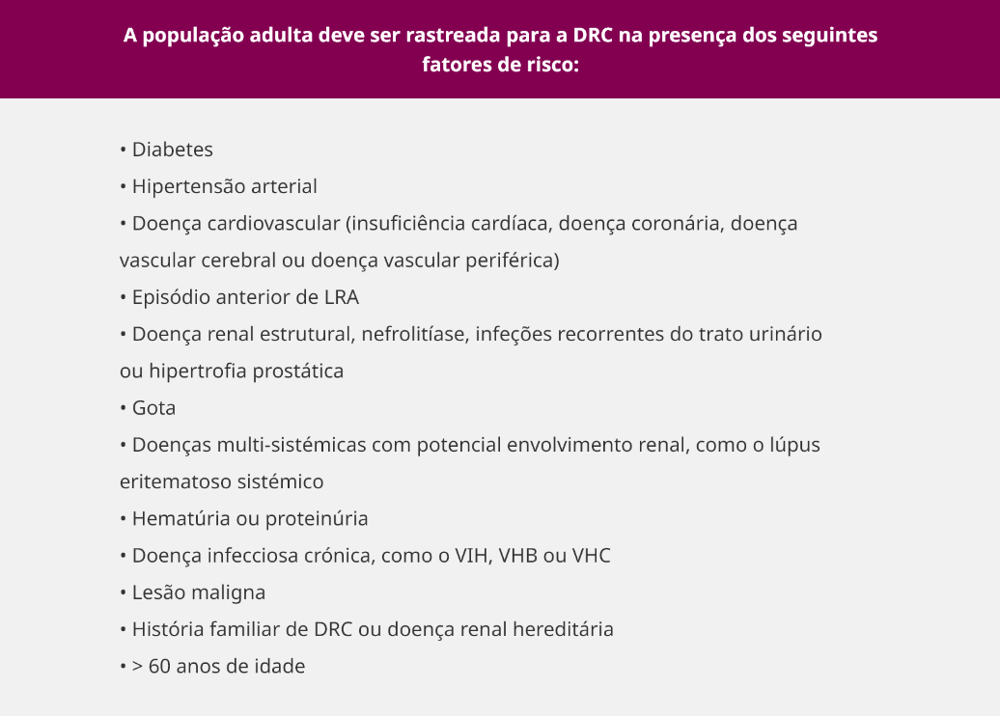 A população adulta deve ser rastreada para a DRC na presença dos seguintes
fatores de risco:
• Diabetes
• Hipertensão arterial
• Doença cardiovascular (insuficiência cardíaca, doença coronária, doença
vascular cerebral ou doença vascular periférica)
• Episódio anterior de LRA
• Doença renal estrutural, nefrolitíase, infeções recorrentes do trato urinário
ou hipertrofia prostática
• Gota
• Doenças multi-sistémicas com potencial envolvimento renal, como o lúpus
eritematoso sistémico
• Hematúria ou proteinúria
• Doença infecciosa crónica, como o VIH, VHB ou VHC
• Lesão maligna
• História familiar de DRC ou doença renal hereditária
• > 60 anos de idade